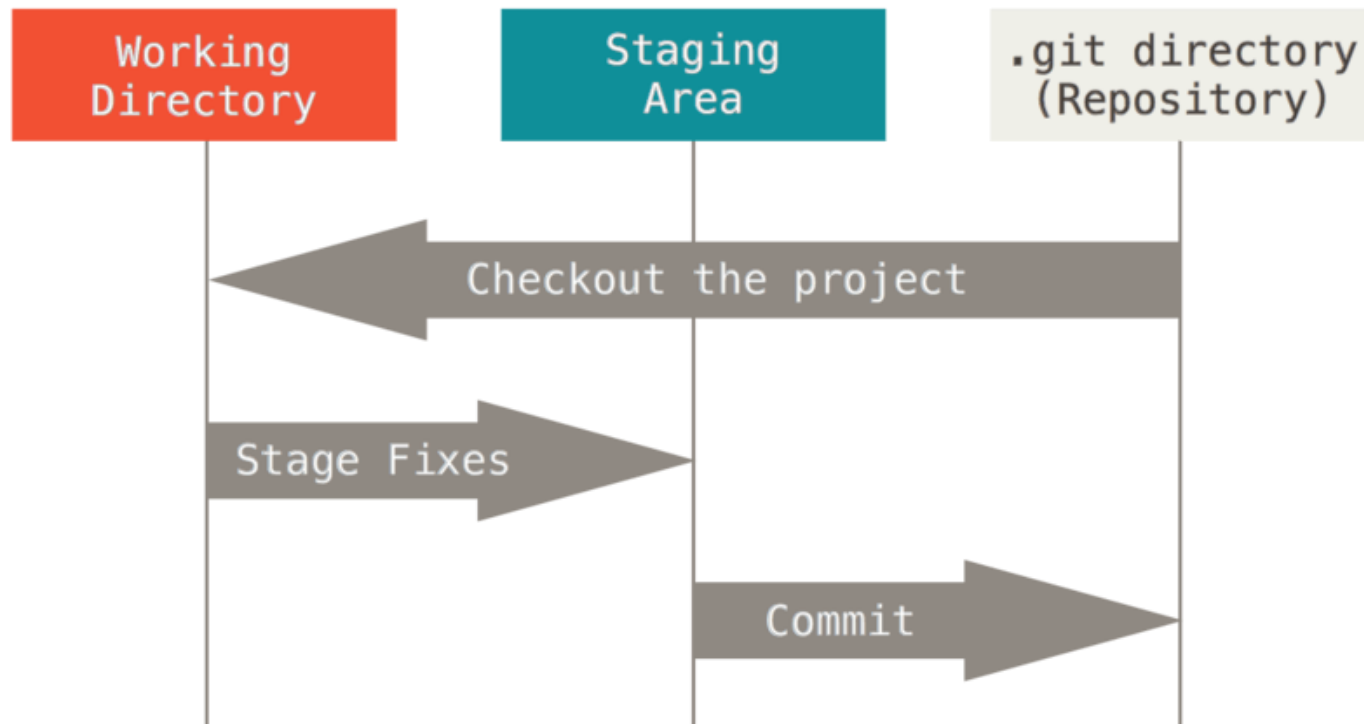 Working
Directory
Staging
Area
.git directory
(Repository)
Checkout the project
Stage Fixes
Commit